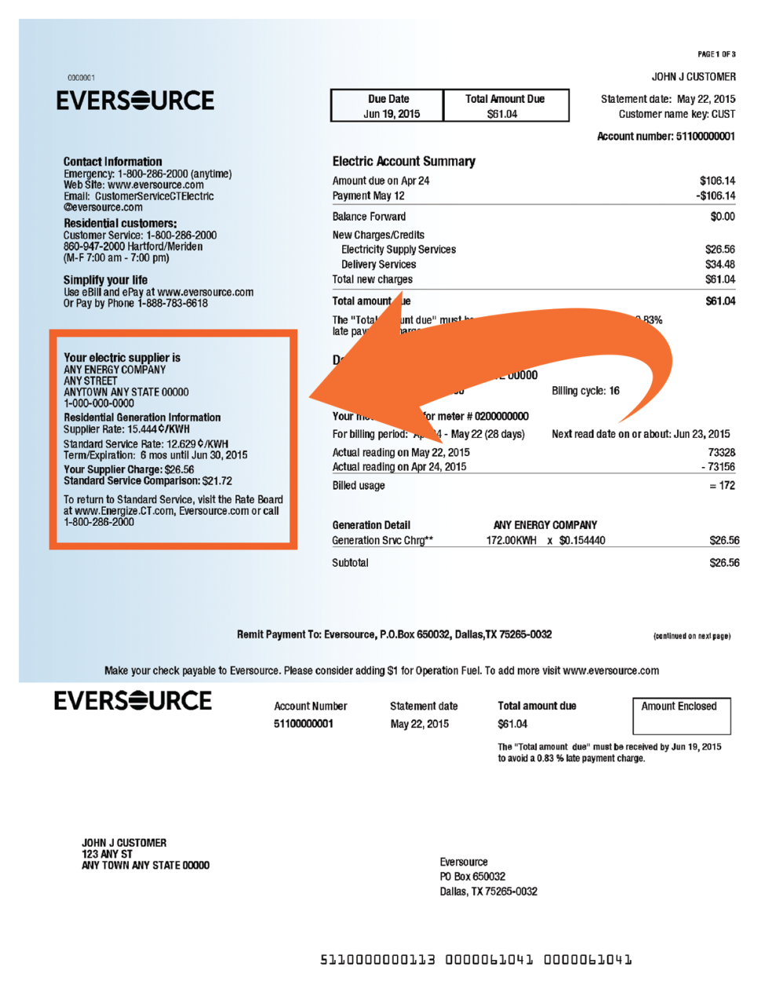 PAGE 1 OF 3
0000001
EVERSOURCE
JOHN J CUSTOMER
Due Date
Jun 19, 2015
Total Amount Due
$61.04
Statement date: May 22, 2015
Customer name key: CUST
Account number: 51100000001
Contact Information
Emergency: 1-800-286-2000 (anytime)
Web Site: www.eversource.com
Email: CustomerServiceCTElectric
@eversource.com
Residential customers:
Customer Service: 1-800-286-2000
860-947-2000 Hartford/Meriden
(M-F 7:00 am - 7:00 pm)
Simplify your life
Use eBill and ePay at www.eversource.com
Or Pay by Phone 1-888-783-6618
Your electric supplier is
ANY ENERGY COMPANY
ANY STREET
ANYTOWN ANY STATE 00000
1-000-000-0000
Residential Generation Information
Supplier Rate: 15.444¢/KWH
Standard Service Rate: 12.629¢/KWH
Term/Expiration: 6 mos until Jun 30, 2015
Your Supplier Charge: $26.56
Standard Service Comparison: $21.72
To return to Standard Service, visit the Rate Board
at www.Energize.CT.com, Eversource.com or call
1-800-286-2000
Electric Account Summary
Amount due on Apr 24 $106.14
Payment May 12 -$106.14
Balance Forward $0.00
New Charges/Credits
Electricity Supply Services $26.56
Delivery Services $34.48
Total new charges $61.04
Total amount $61.04
The "Total due" must 0.83%
late
00000
Billing cycle: 16
Your for meter # 0200000000
For billing period: - May 22 (28 days) Next read date on or about: Jun 23, 2015
Actual reading on May 22, 2015 73328
Actual reading on Apr 24, 2015 - 73156
Billed usage = 172
Generation Detail ANY ENERGY COMPANY
Generation Srvc Chrg** 172.00KWH x $0.154440 $26.56
Subtotal $26.56
Remit Payment To: Eversource, P.O.Box 650032, Dallas,TX 75265-0032
(continued on next page)
Make your check payable to Eversource. Please consider adding $1 for Operation Fuel. To add more visit www.eversource.com
EVERSOURCE
Account Number
51100000001
Statement date
May 22, 2015
Total amount due
$61.04
Amount Enclosed
The "Total amount due" must be received by Jun 19, 2015
to avoid a 0.83 % late payment charge.
JOHN J CUSTOMER
123 ANY ST
ANY TOWN ANY STATE 00000
Eversource
PO Box 650032
Dallas, TX 75265-0032
5110000000113 0000061041 0000061041